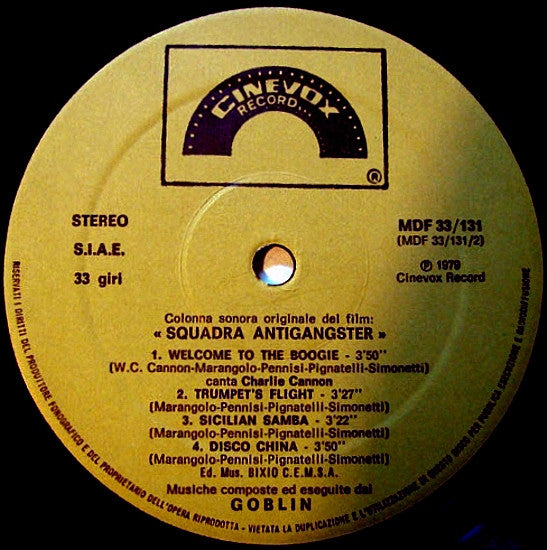 CINEVOX
RECORD...
®
STEREO
S.I.A.E.
33 giri
MDF 33/131
(MDF 33/131/2)
℗ 1979
Cinevox Record
Colonna sonora originale del film:
« SQUADRA ANTIGANGSTER »
1. WELCOME TO THE BOOGIE - 3'50''
(W.C. Cannon-Marangolo-Pennisi-Pignatelli-Simonetti)
canta Charlie Cannon
2. TRUMPET'S FLIGHT - 3'27''
(Marangolo-Pennisi-Pignatelli-Simonetti)
3. SICILIAN SAMBA - 3'22''
(Marangolo-Pennisi-Pignatelli-Simonetti)
4. DISCO CHINA - 3'50''
(Marangolo-Pennisi-Pignatelli-Simonetti)
Ed. Mus. BIXIO C.E.M.S.A.
Musiche composte ed eseguite dai
GOBLIN
RISERVATI I DIRITTI DEL PRODUTTORE FONOGRAFICO E DEL PROPRIETARIO DELL'OPERA RIPRODOTTA - VIETATA LA DUPLICAZIONE E L'UTILIZZAZIONE DI QUESTO DISCO PER PUBBLICA ESECUZIONE E RADIODIFFUSIONE